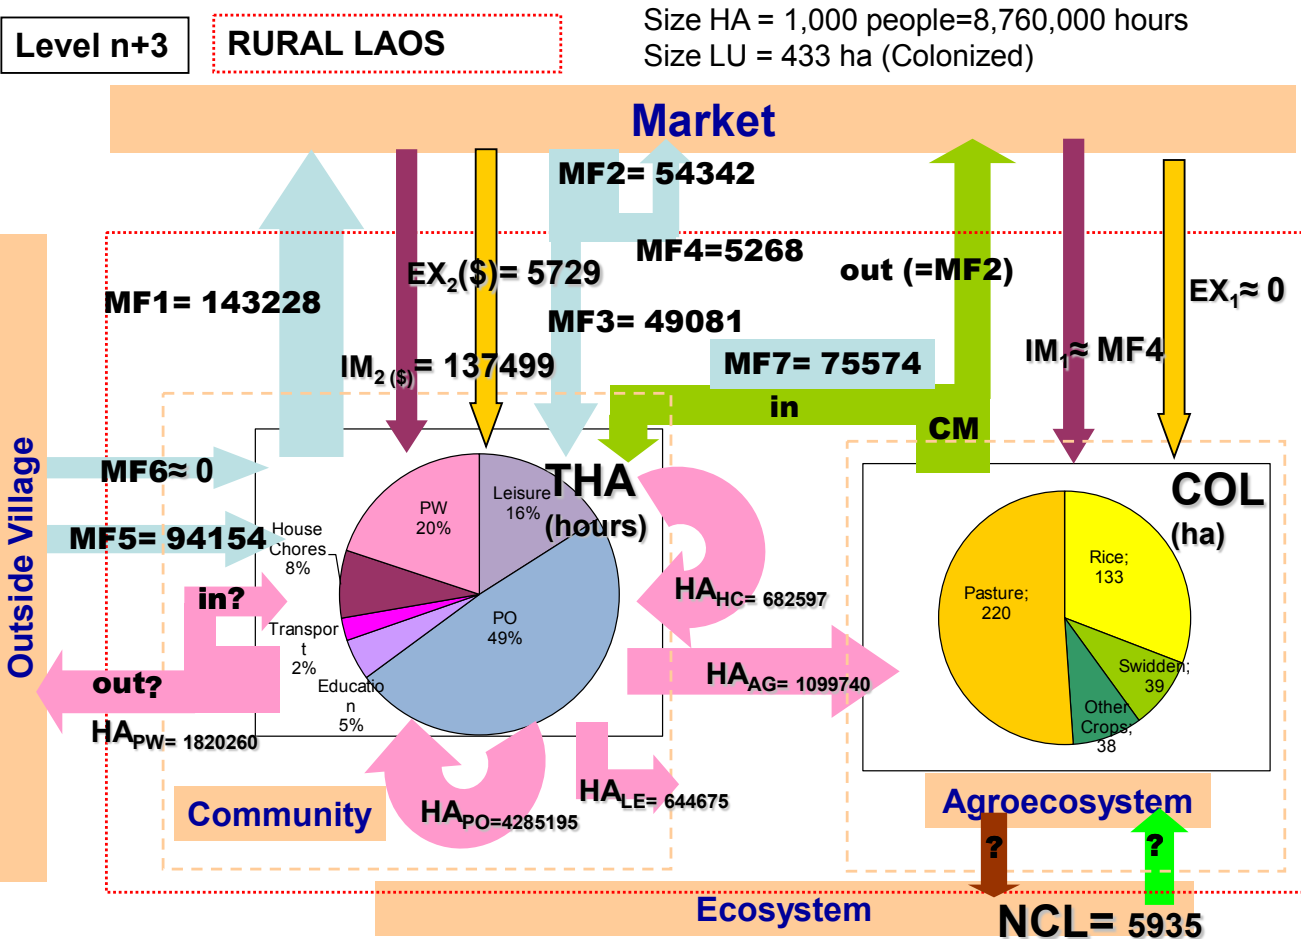 Level n+3
RURAL LAOS
Size HA = 1,000 people=8,760,000 hours
Size LU = 433 ha (Colonized)
Market
MF2= 54342
MF4=5268
out (=MF2)
EX2($)= 5729
EX1≈ 0
MF1= 143228
MF3= 49081
IM2 ($)= 137499
MF7= 75574
IM1≈ MF4
in
CM
Outside Village
MF6≈ 0
MF5= 94154
THA
(hours)
COL
(ha)
PW
20%
Leisure
16%
House
Chores
8%
PO
49%
Transpor
t
2%
Educatio
n
5%
Rice;
133
Pasture;
220
Swidden;
39
Other
Crops;
38
HAHC= 682597
in?
out?
HAPW= 1820260
HAAG= 1099740
HALE= 644675
HAPO=4285195
Community
Agroecosystem
?
?
Ecosystem
NCL= 5935